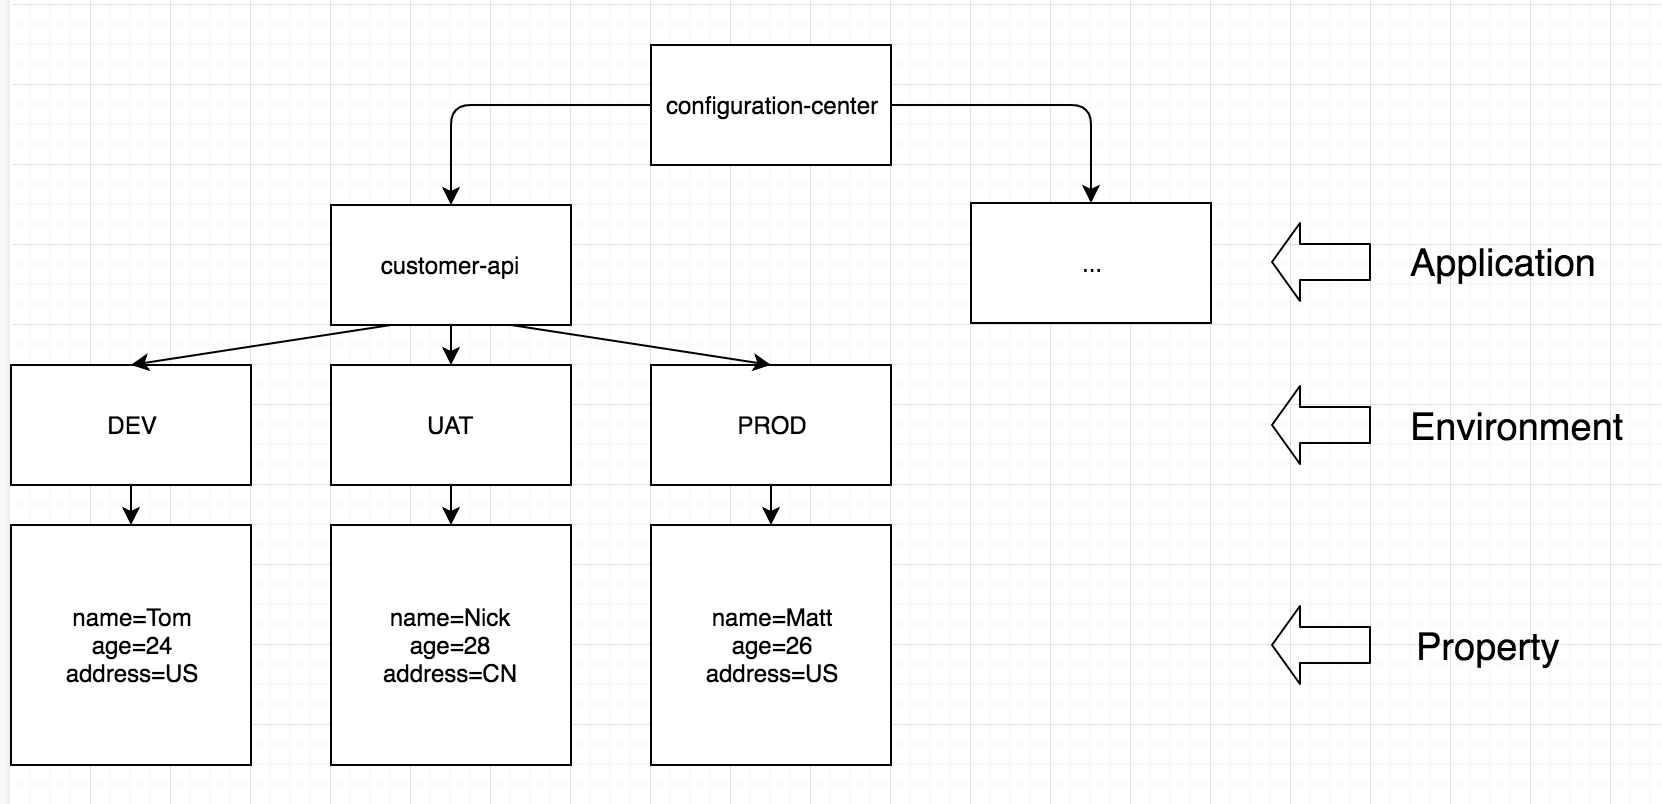 configuration-center
customer-api
...
Application
DEV
UAT
PROD
Environment
name=Tom
age=24
address=US
name=Nick
age=28
address=CN
name=Matt
age=26
address=US
Property